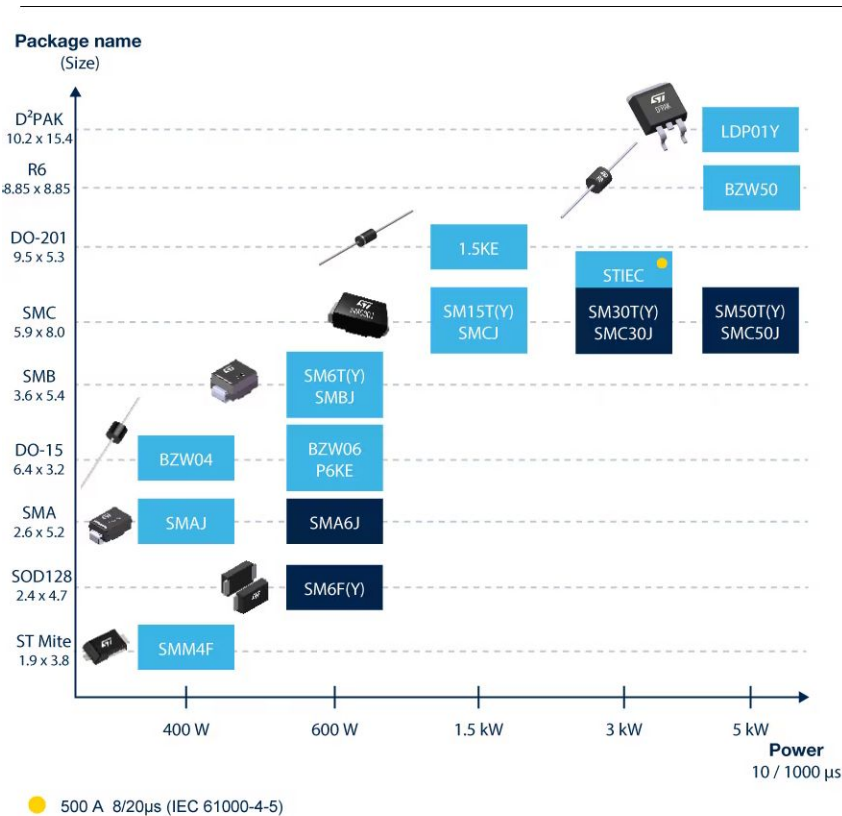 Package name
(Size)
D²PAK
10.2 x 15.4
LDP01Y
R6
8.85 x 8.85
BZW50
DO-201
9.5 x 5.3
1.5KE
STIEC
SMC
5.9 x 8.0
SM15T(Y)
SMCJ
SM30T(Y)
SMC30J
SM50T(Y)
SMC50J
SMB
3.6 x 5.4
SM6T(Y)
SMBJ
DO-15
6.4 x 3.2
BZW04
BZW06
P6KE
SMA
2.6 x 5.2
SMAJ
SMA6J
SOD128
2.4 x 4.7
SM6F(Y)
ST Mite
1.9 x 3.8
SMM4F
400 W
600 W
1.5 kW
3 kW
5 kW
Power
10 / 1000 µs
500 A 8/20µs (IEC 61000-4-5)